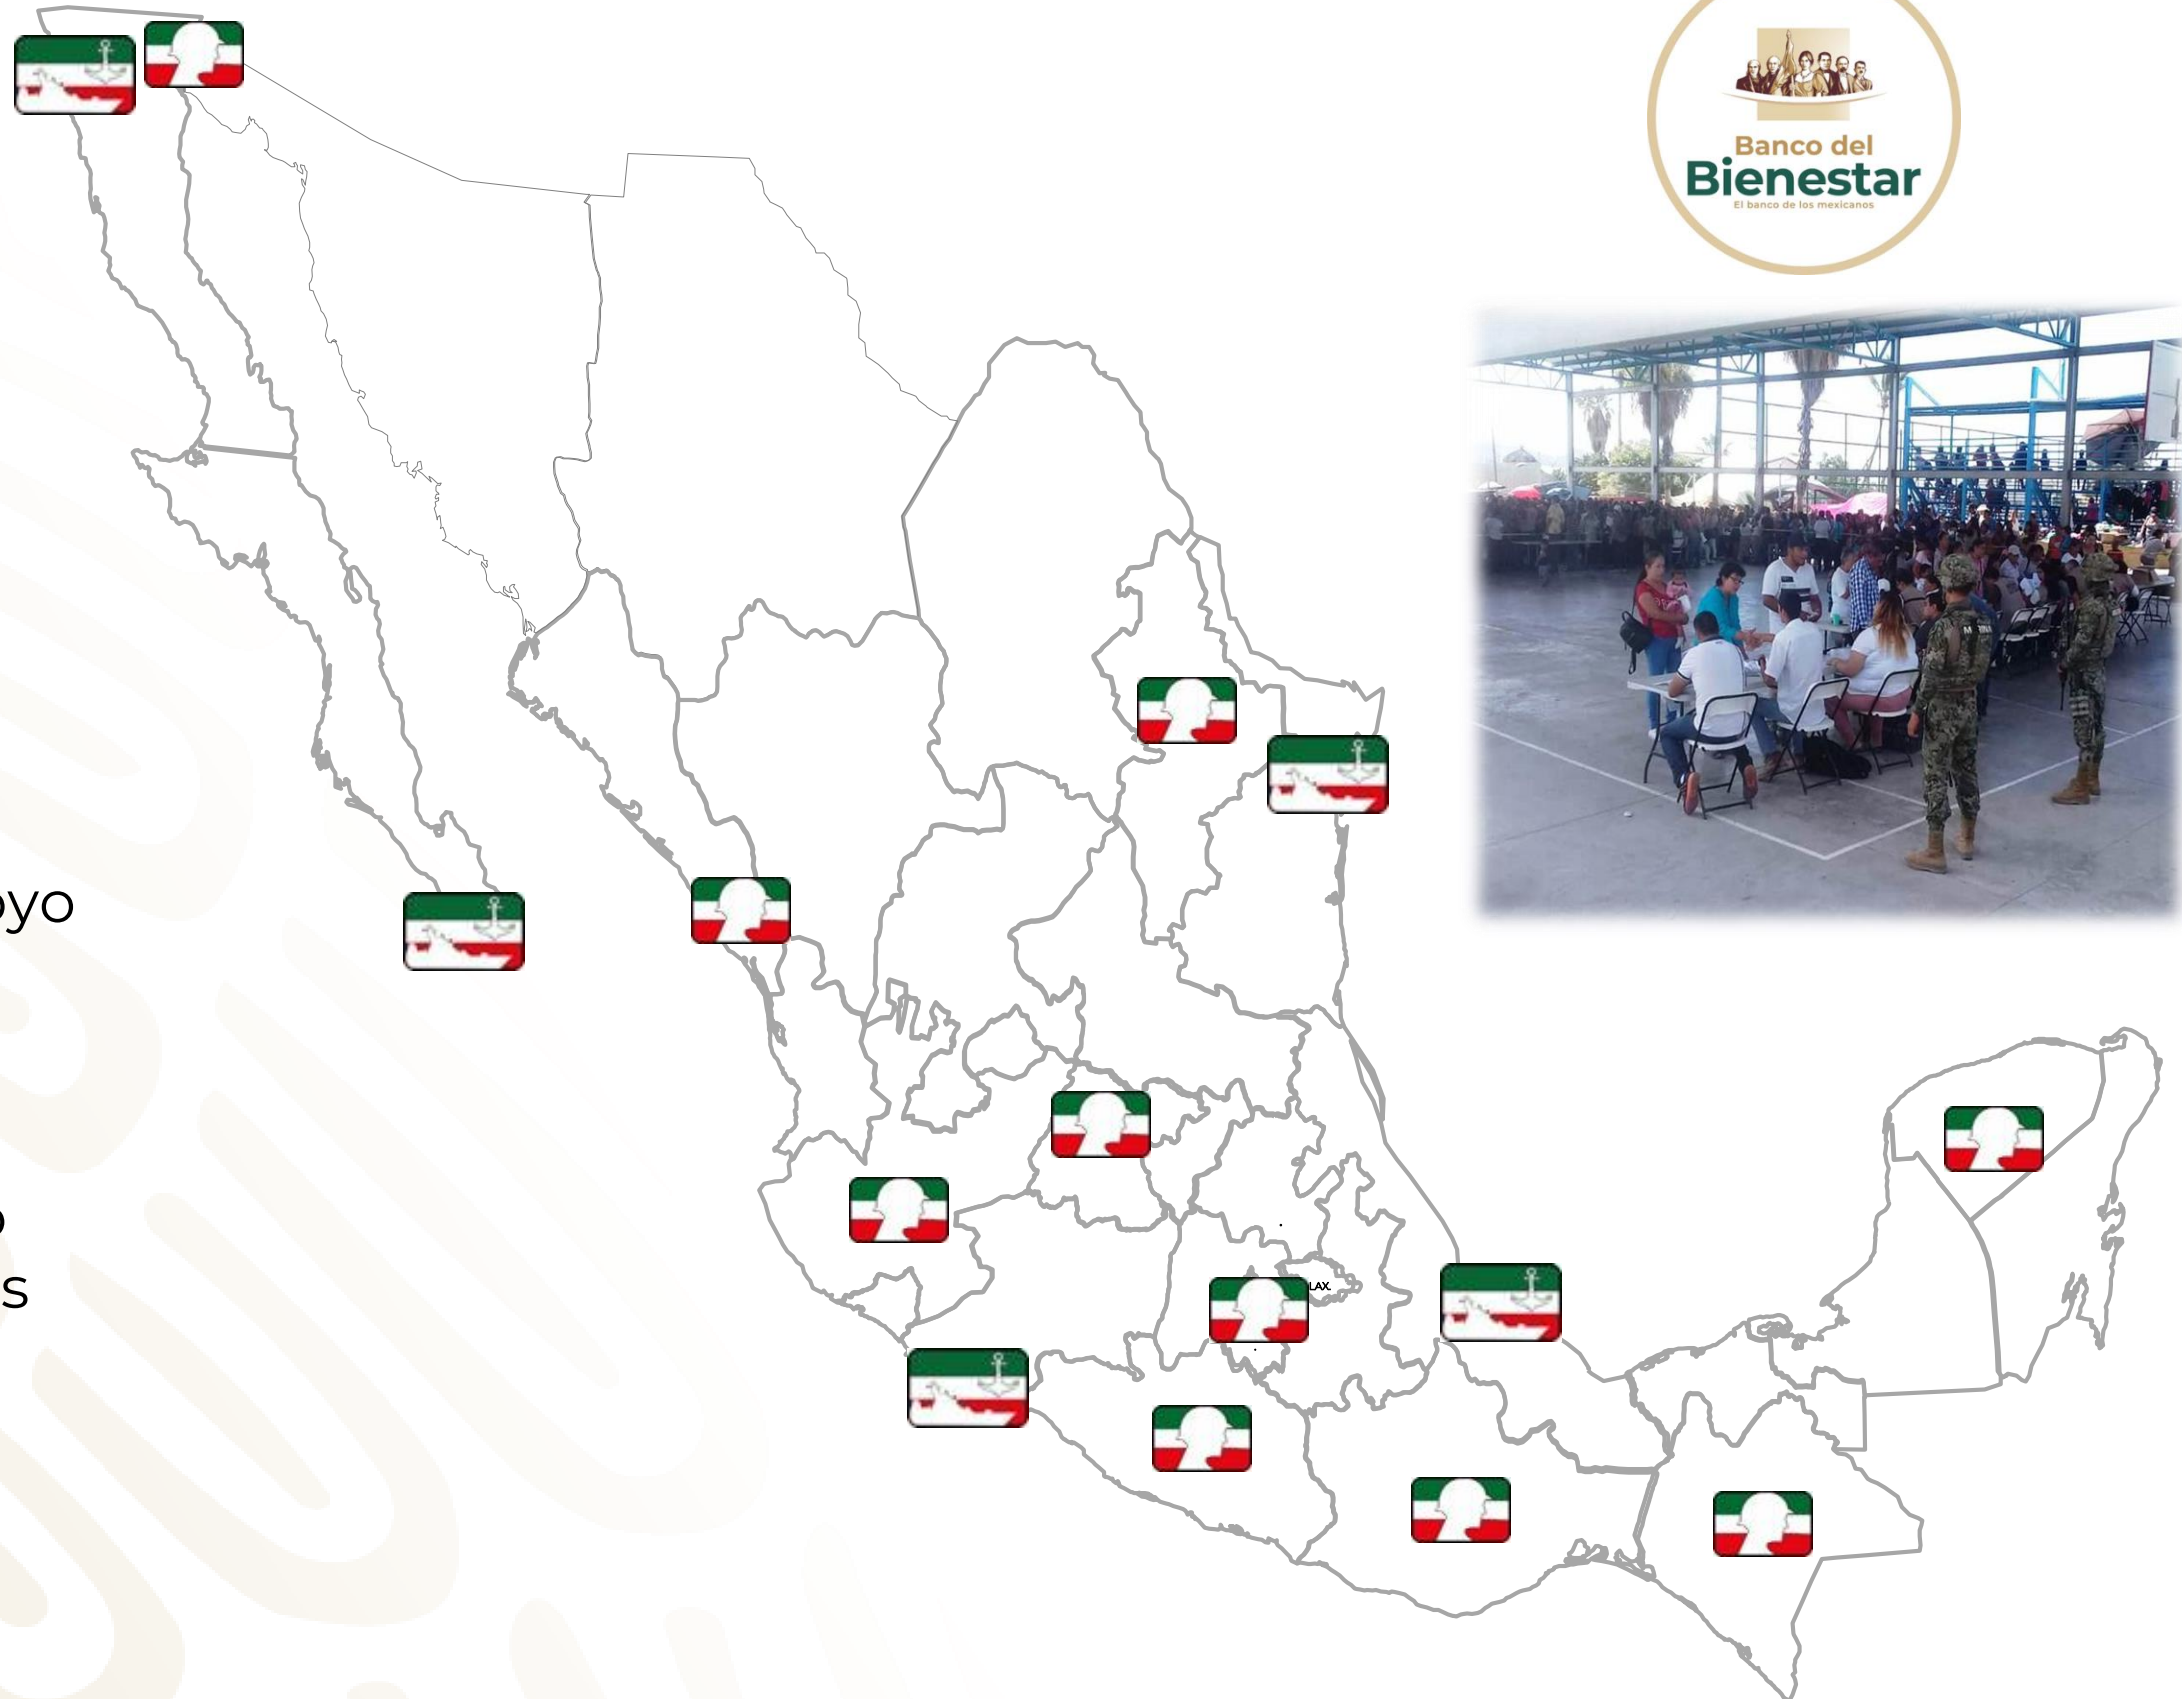 Banco del
Bienestar
El banco de los mexicanos
oyo
o
s
LAX.